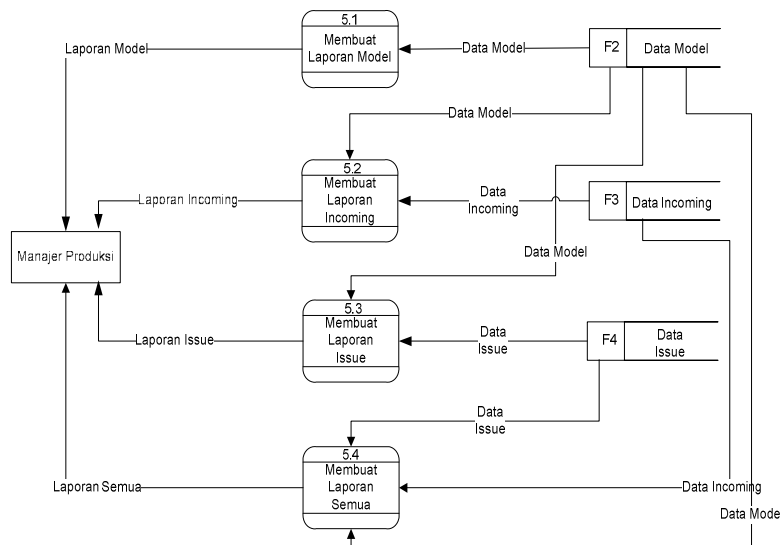 5.1
Membuat
Laporan Model
Laporan Model
Data Model
F2
Data Model
Data Model
5.2
Membuat
Laporan
Incoming
Laporan Incoming
Data
Incoming
F3
Data Incoming
Manajer Produksi
Data Model
5.3
Membuat
Laporan
Issue
Laporan Issue
Data
Issue
F4
Data
Issue
Data
Issue
5.4
Membuat
Laporan
Semua
Laporan Semua
Data Incoming
Data Mode